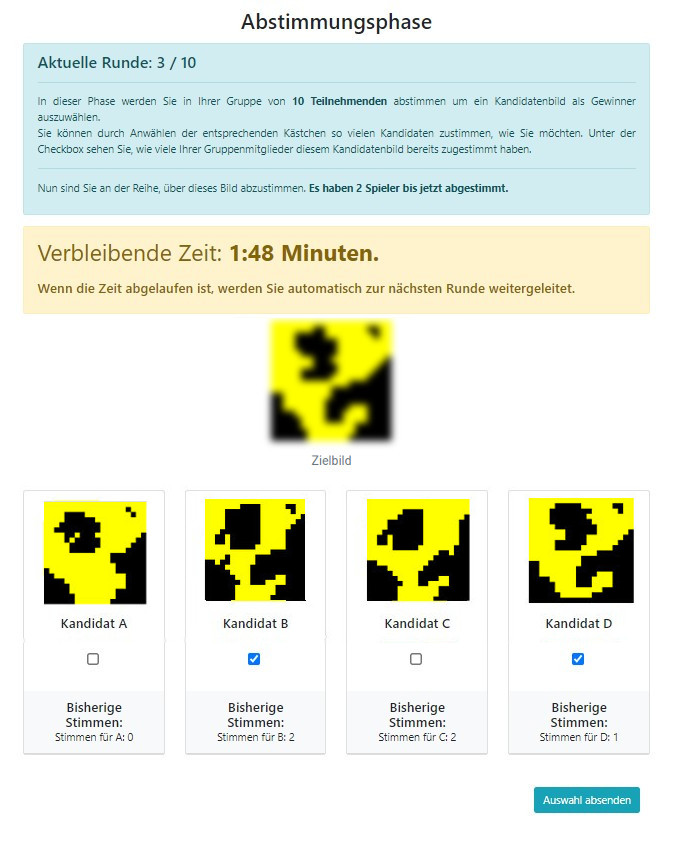 Abstimmungsphase
Aktuelle Runde: 3 / 10
In dieser Phase werden Sie in Ihrer Gruppe von 10 Teilnehmenden abstimmen um ein Kandidatenbild als Gewinner
auszuwählen.
Sie können durch Anwählen der entsprechenden Kästchen so vielen Kandidaten zustimmen, wie Sie möchten. Unter der
Checkbox sehen Sie, wie viele Ihrer Gruppenmitglieder diesem Kandidatenbild bereits zugestimmt haben.
Nun sind Sie an der Reihe, über dieses Bild abzustimmen. Es haben 2 Spieler bis jetzt abgestimmt.
Verbleibende Zeit: 1:48 Minuten.
Wenn die Zeit abgelaufen ist, werden Sie automatisch zur nächsten Runde weitergeleitet.
Zielbild
Kandidat A
Kandidat B
Kandidat C
Kandidat D
Bisherige
Stimmen:
Stimmen für A: 0
Bisherige
Stimmen:
Stimmen für B: 2
Bisherige
Stimmen:
Stimmen für C: 2
Bisherige
Stimmen:
Stimmen für D: 1
Auswahl absenden